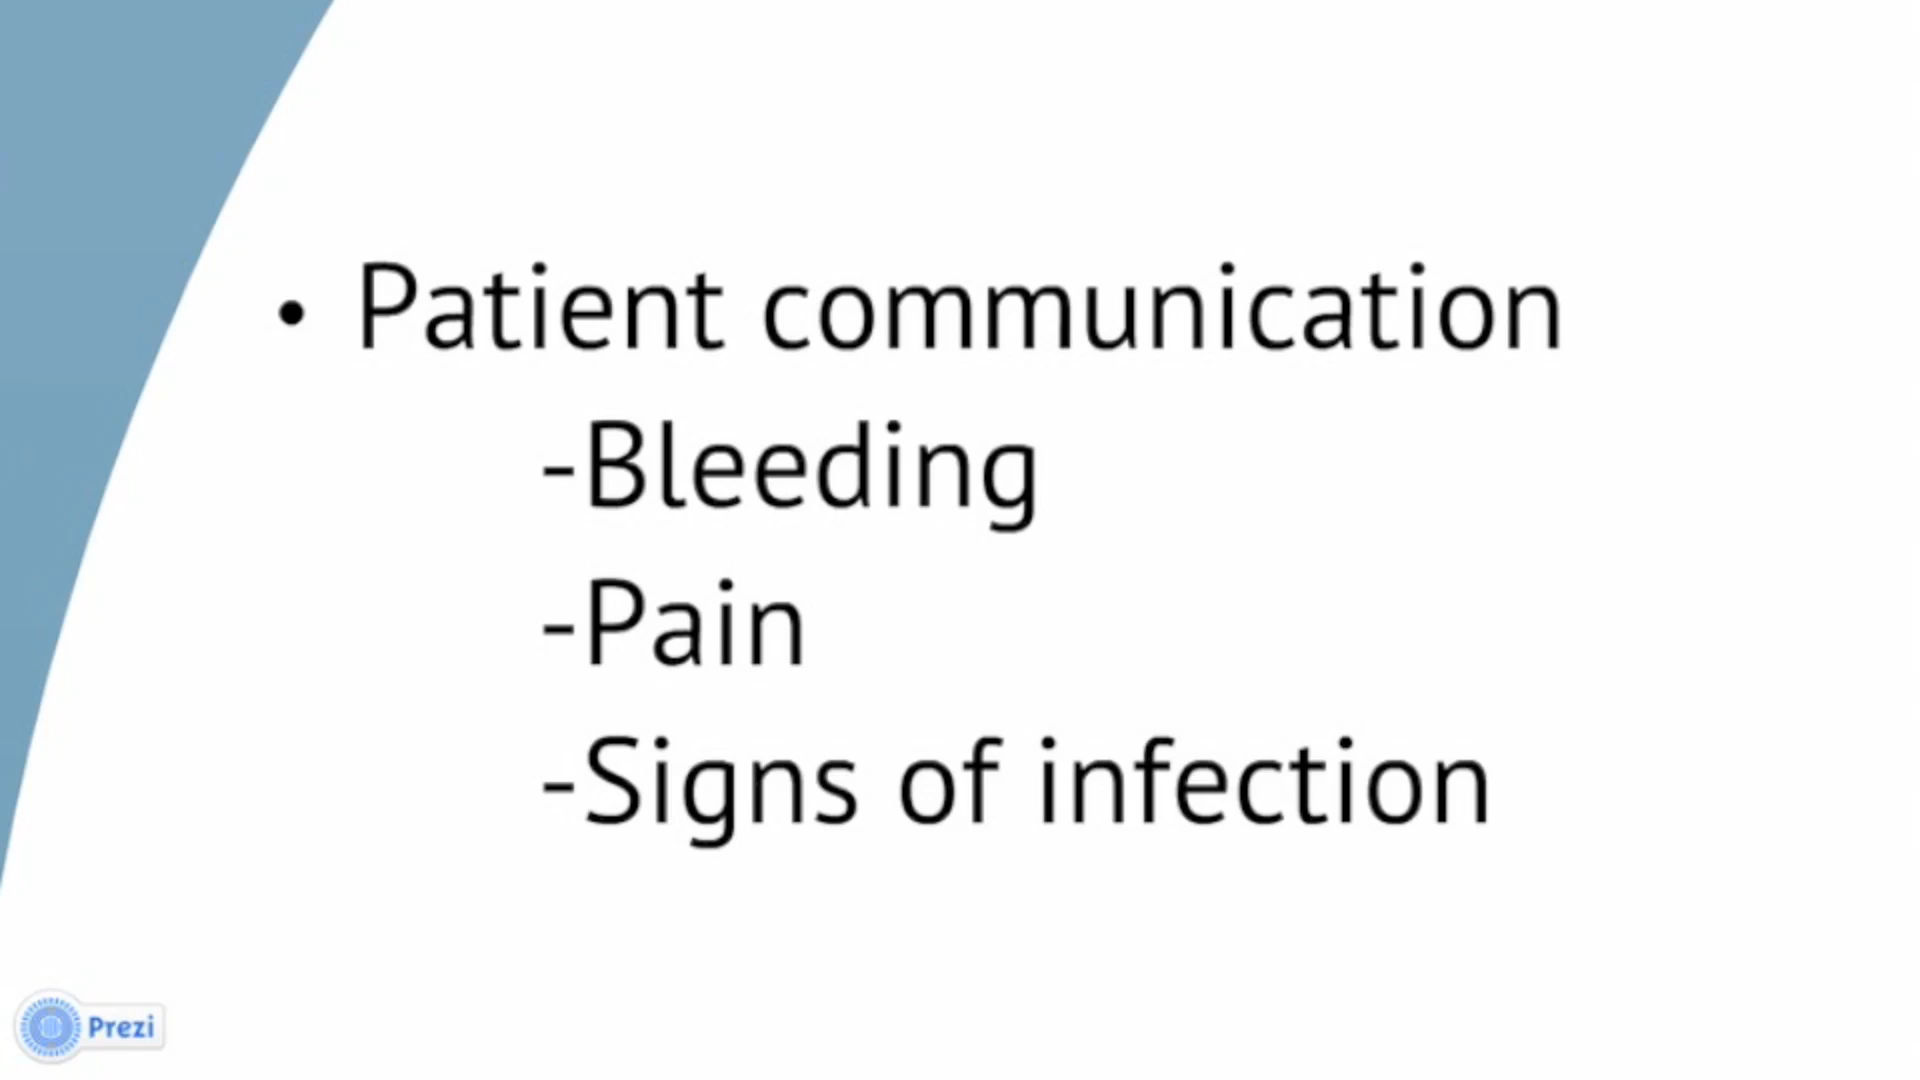 • Patient communication
-Bleeding
-Pain
-Signs of infection
Prezi